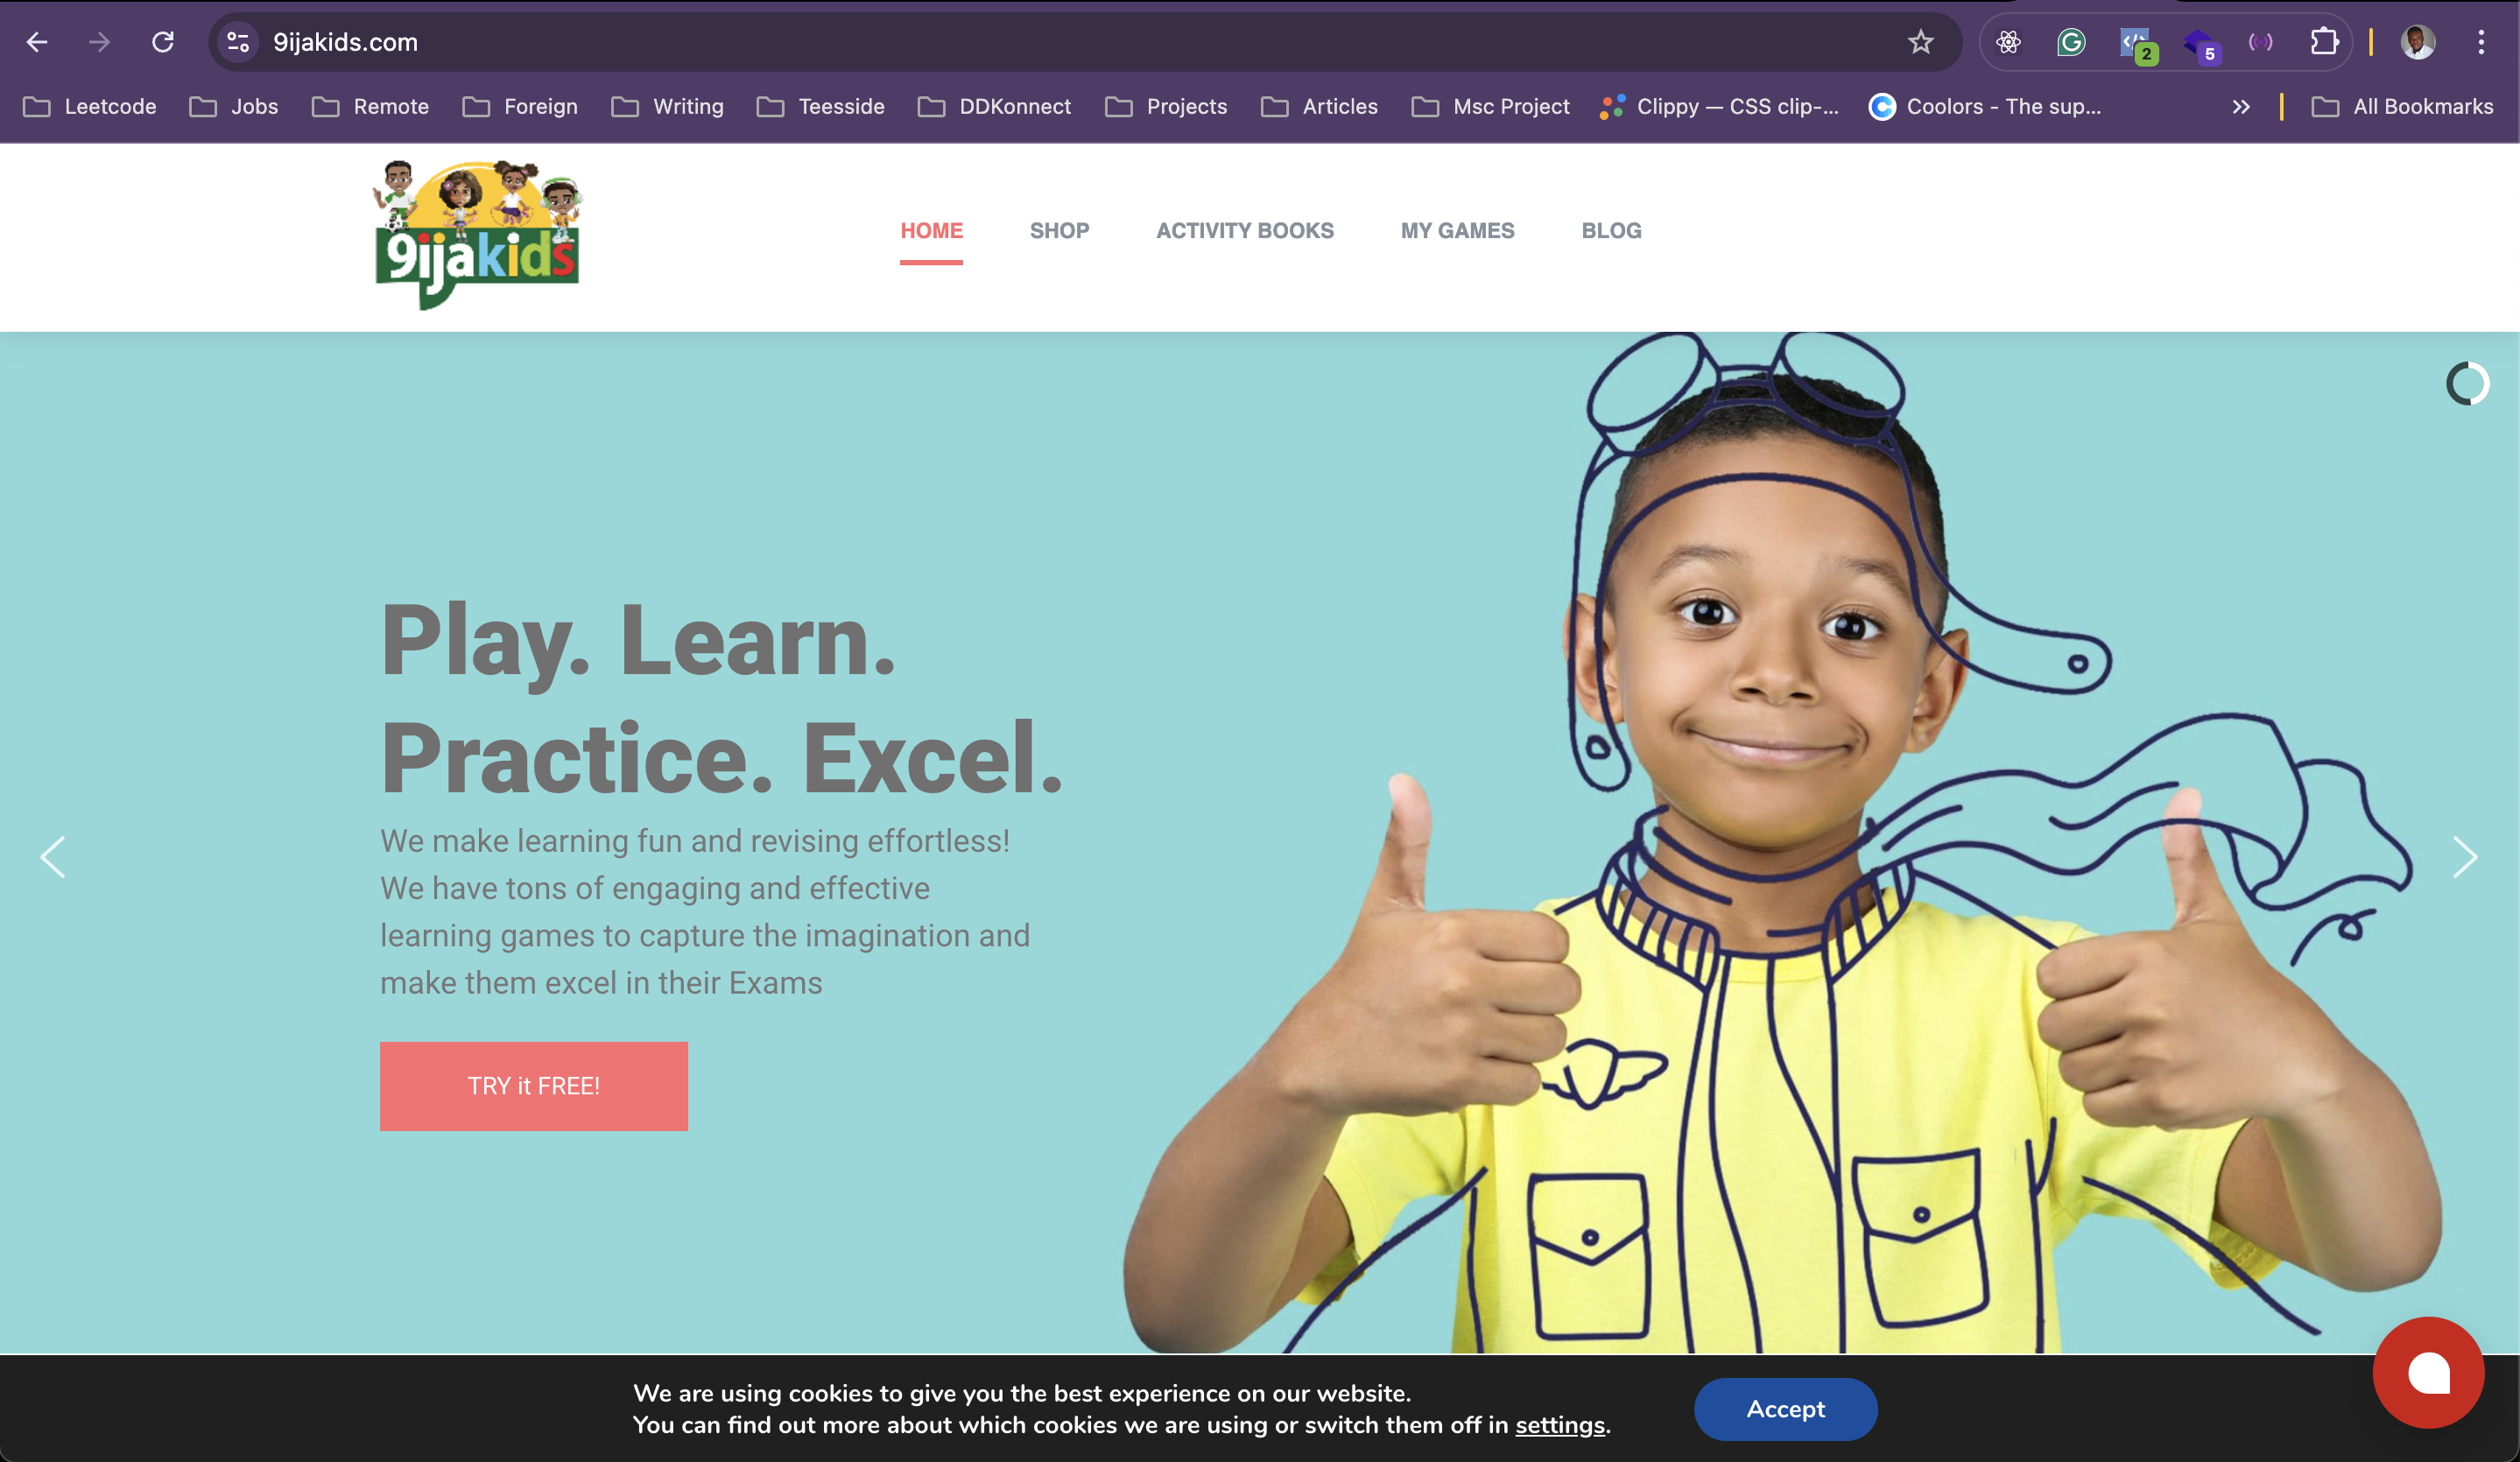 9ijakids.com
2
5
Leetcode
Jobs
Remote
Foreign
Writing
Teesside
DDKonnect
Projects
Articles
Msc Project
Clippy — CSS clip-...
Coolors - The sup...
All Bookmarks
9ijakids
HOME
SHOP
ACTIVITY BOOKS
MY GAMES
BLOG
Play. Learn.
Practice. Excel.
We make learning fun and revising effortless!
We have tons of engaging and effective
learning games to capture the imagination and
make them excel in their Exams
TRY it FREE!
We are using cookies to give you the best experience on our website.
You can find out more about which cookies we are using or switch them off in settings.
Accept